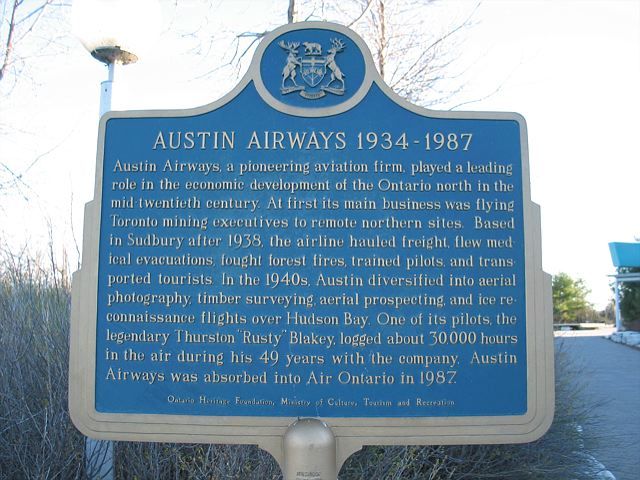 AUSTIN AIRWAYS 1934-1987
Austin Airways, a pioneering aviation firm, played a leading
role in the economic development of the Ontario north in the
mid-twentieth century. At first its main business was flying
Toronto mining executives to remote northern sites. Based
in Sudbury after 1938, the airline hauled freight, flew med-
ical evacuations, fought forest fires, trained pilots, and trans-
ported tourists. In the 1940s, Austin diversified into aerial
photography, timber surveying, aerial prospecting, and ice re-
connaissance flights over Hudson Bay. One of its pilots, the
legendary Thurston "Rusty" Blakey, logged about 30000 hours
in the air during his 49 years with the company. Austin
Airways was absorbed into Air Ontario in 1987.
Ontario Heritage Foundation, Ministry of Culture, Tourism and Recreation